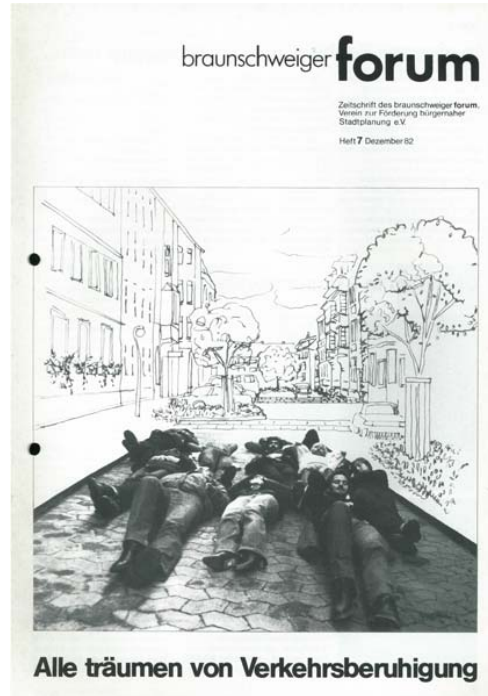 braunschweiger forum
Zeitschrift des braunschweiger forum,
Verein zur Förderung bürgernaher
Stadtplanung e.V.
Heft 7 Dezember 82
Alle träumen von Verkehrsberuhigung